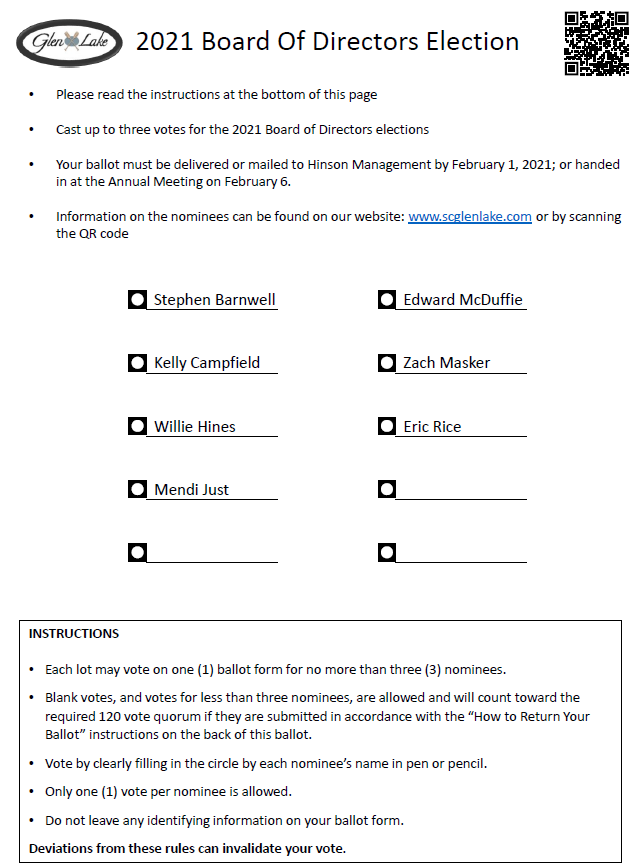 Glen Lake 2021 Board Of Directors Election
• Please read the instructions at the bottom of this page
• Cast up to three votes for the 2021 Board of Directors elections
• Your ballot must be delivered or mailed to Hinson Management by February 1, 2021; or handed
in at the Annual Meeting on February 6.
• Information on the nominees can be found on our website: www.scglenlake.com or by scanning
the QR code
Stephen Barnwell
Edward McDuffie
Kelly Campfield
Zach Masker
Willie Hines
Eric Rice
Mendi Just
INSTRUCTIONS
• Each lot may vote on one (1) ballot form for no more than three (3) nominees.
• Blank votes, and votes for less than three nominees, are allowed and will count toward the
required 120 vote quorum if they are submitted in accordance with the “How to Return Your
Ballot” instructions on the back of this ballot.
• Vote by clearly filling in the circle by each nominee’s name in pen or pencil.
• Only one (1) vote per nominee is allowed.
• Do not leave any identifying information on your ballot form.
Deviations from these rules can invalidate your vote.